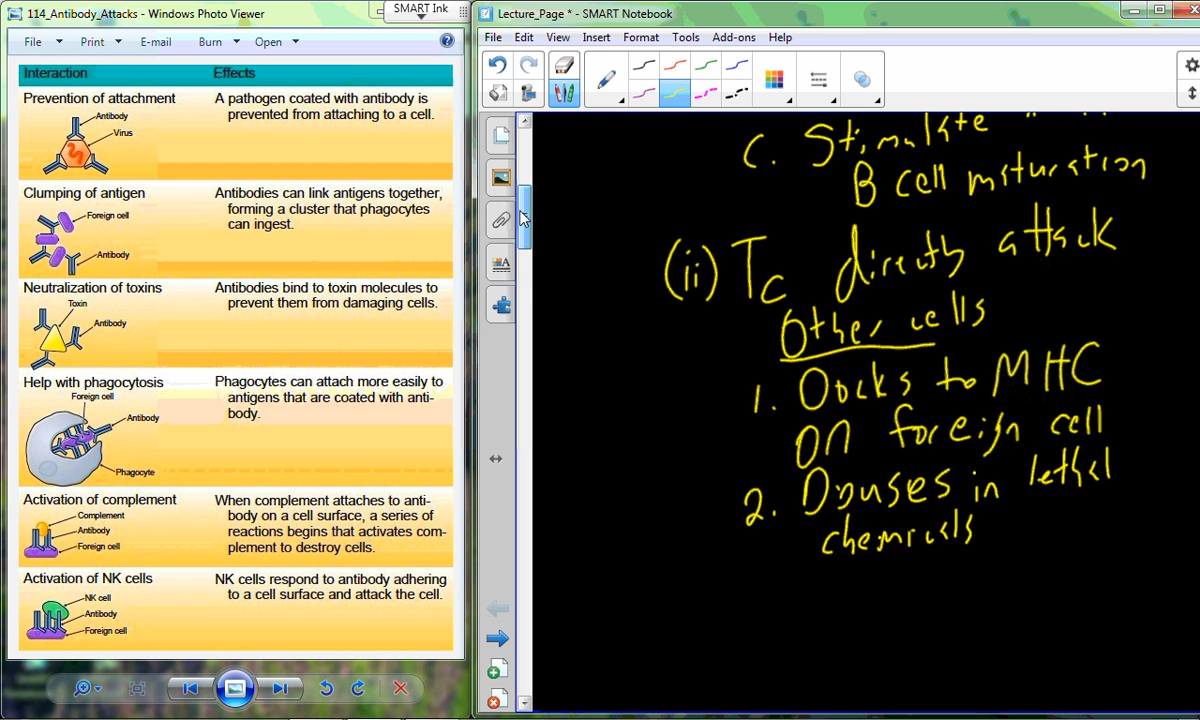 114_Antibody_Attacks - Windows Photo Viewer
SMART Ink
File Print E-mail Burn Open
Interaction Effects
Prevention of attachment
Antibody
Virus
A pathogen coated with antibody is
prevented from attaching to a cell.
Clumping of antigen
Foreign cell
Antibody
Antibodies can link antigens together,
forming a cluster that phagocytes
can ingest.
Neutralization of toxins
Toxin
Antibody
Antibodies bind to toxin molecules to
prevent them from damaging cells.
Help with phagocytosis
Foreign cell
Antibody
Phagocyte
Phagocytes can attach more easily to
antigens that are coated with anti-
body.
Activation of complement
Complement
Antibody
Foreign cell
When complement attaches to anti-
body on a cell surface, a series of
reactions begins that activates com-
plement to destroy cells.
Activation of NK cells
NK cell
Antibody
Foreign cell
NK cells respond to antibody adhering
to a cell surface and attack the cell.
Lecture_Page * - SMART Notebook
File Edit View Insert Format Tools Add-ons Help
C. Stimulate
B cell maturation
(ii) Tc directly attack
Other cells
1. Docks to MHC
on foreign cell
2. Douses in lethal
chemicals